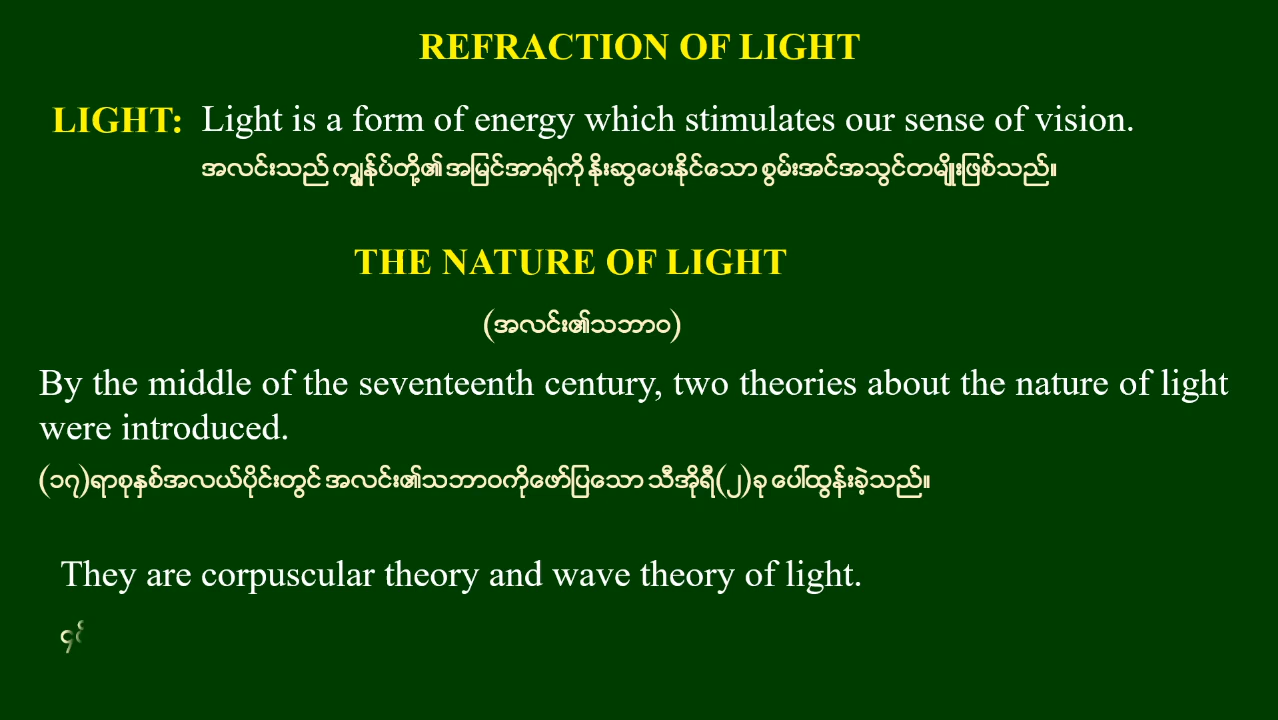 REFRACTION OF LIGHT
LIGHT: Light is a form of energy which stimulates our sense of vision.
အလင်းသည် ကျွန်ုပ်တို့၏ အမြင်အာရုံကို နိုးဆွပေးနိုင်သော စွမ်းအင်အသွင်တမျိုးဖြစ်သည်။
THE NATURE OF LIGHT
(အလင်း၏သဘာဝ)
By the middle of the seventeenth century, two theories about the nature of light
were introduced.
(၁၇)ရာစုနှစ်အလယ်ပိုင်းတွင် အလင်း၏သဘာဝကိုဖော်ပြသော သီအိုရီ(၂)ခု ပေါ်ထွန်းခဲ့သည်။
They are corpuscular theory and wave theory of light.